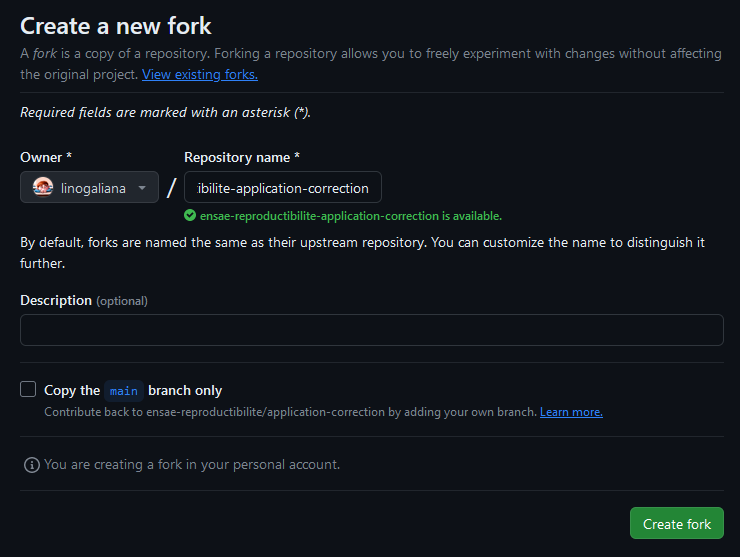 Create a new fork
A fork is a copy of a repository. Forking a repository allows you to freely experiment with changes without affecting
the original project. View existing forks.
Required fields are marked with an asterisk (*).
Owner * Repository name *
linogaliana / ibilite-application-correction
ensae-reproductibilite-application-correction is available.
By default, forks are named the same as their upstream repository. You can customize the name to distinguish it
further.
Description (optional)
Copy the main branch only
Contribute back to ensae-reproductibilite/application-correction by adding your own branch. Learn more.
You are creating a fork in your personal account.
Create fork